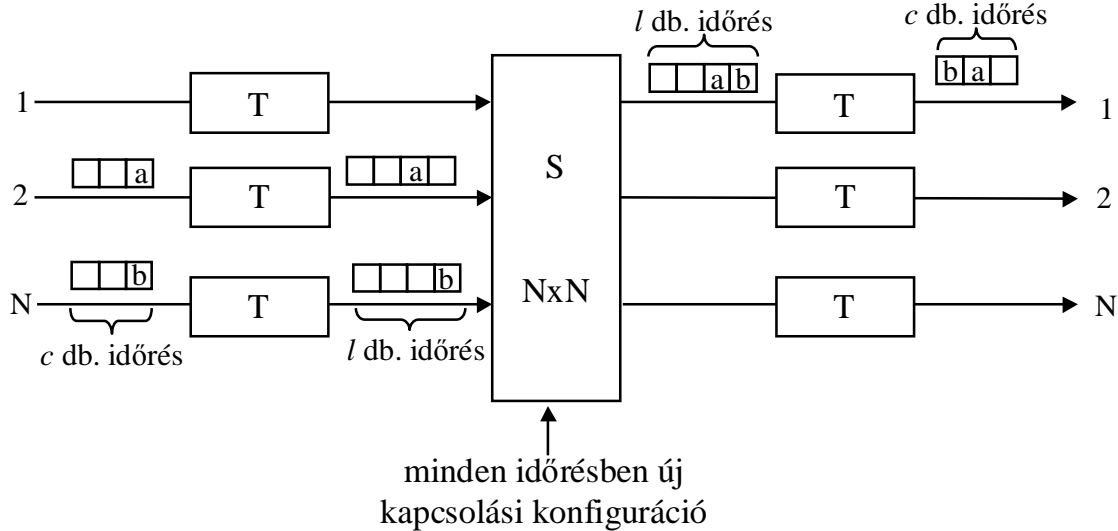 l db. időrés
c db. időrés
b a
a b
1
T
T
1
S
a
a
2
T
T
2
b
b
NxN
N
T
T
N
c db. időrés
l db. időrés
minden időrésben új
kapcsolási konfiguráció